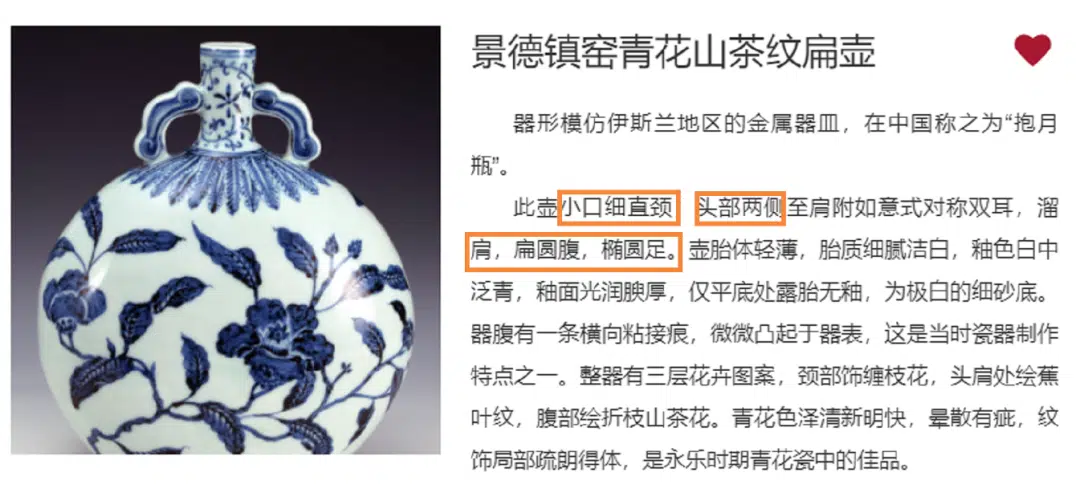 景德镇窑青花山茶纹扁壶
器形模仿伊斯兰地区的金属器皿，在中国称之为“抱月
瓶”。
此壶小口细直颈 头部两侧至肩附如意式对称双耳，溜
肩，扁圆腹，椭圆足。壶胎体轻薄，胎质细腻洁白，釉色白中
泛青，釉面光润腴厚，仅平底处露胎无釉，为极白的细砂底。
器腹有一条横向粘接痕，微微凸起于器表，这是当时瓷器制作
特点之一。整器有三层花卉图案，颈部饰缠枝花，头肩处绘蕉
叶纹，腹部绘折枝山茶花。青花色泽清新明快，晕散有疵，纹
饰局部疏朗得体，是永乐时期青花瓷中的佳品。